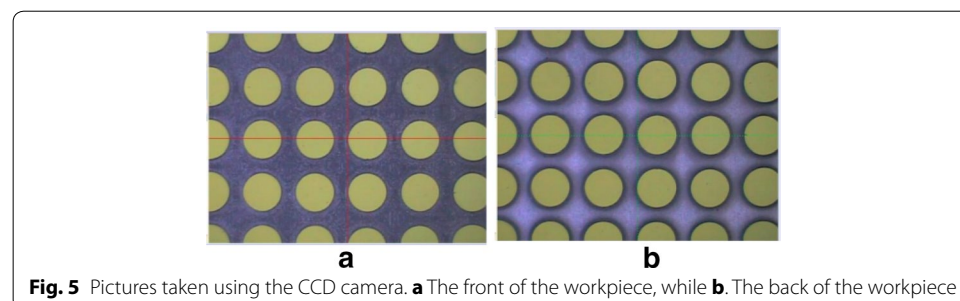 a b
Fig. 5 Pictures taken using the CCD camera. a The front of the workpiece, while b. The back of the workpiece